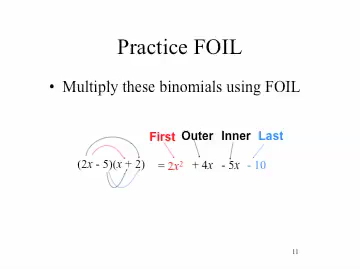 Practice FOIL
• Multiply these binomials using FOIL
First Outer Inner Last
(2x - 5)(x + 2) = 2x² + 4x - 5x - 10
11